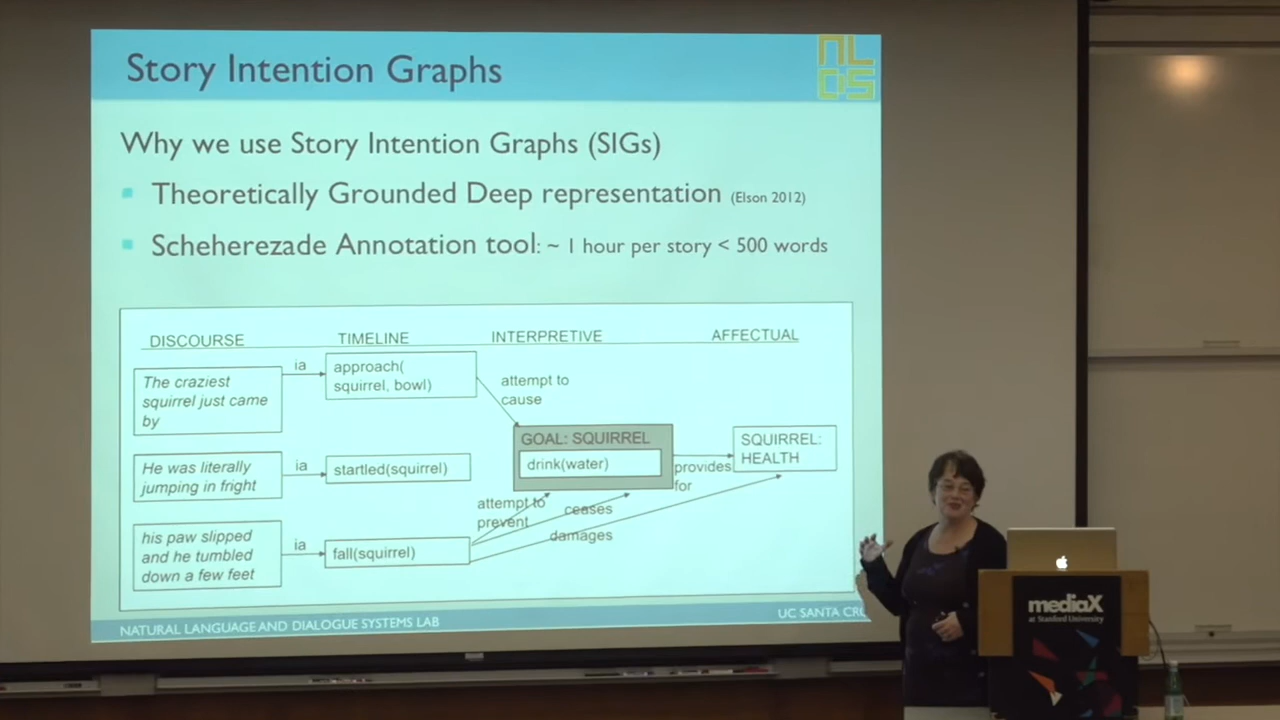 Story Intention Graphs
NL
DS
Why we use Story Intention Graphs (SIGs)
Theoretically Grounded Deep representation (Elson 2012)
Scheherezade Annotation tool: ~ 1 hour per story < 500 words
DISCOURSE
TIMELINE
INTERPRETIVE
AFFECTUAL
The craziest
squirrel just came
by
ia
approach(
squirrel, bowl)
attempt to
cause
GOAL: SQUIRREL
drink(water)
provides
for
SQUIRREL:
HEALTH
He was literally
jumping in fright
ia
startled(squirrel)
attempt to
prevent
ceases
damages
his paw slipped
and he tumbled
down a few feet
ia
fall(squirrel)
NATURAL LANGUAGE AND DIALOGUE SYSTEMS LAB
UC SANTA CRU
mediaX
at Stanford University